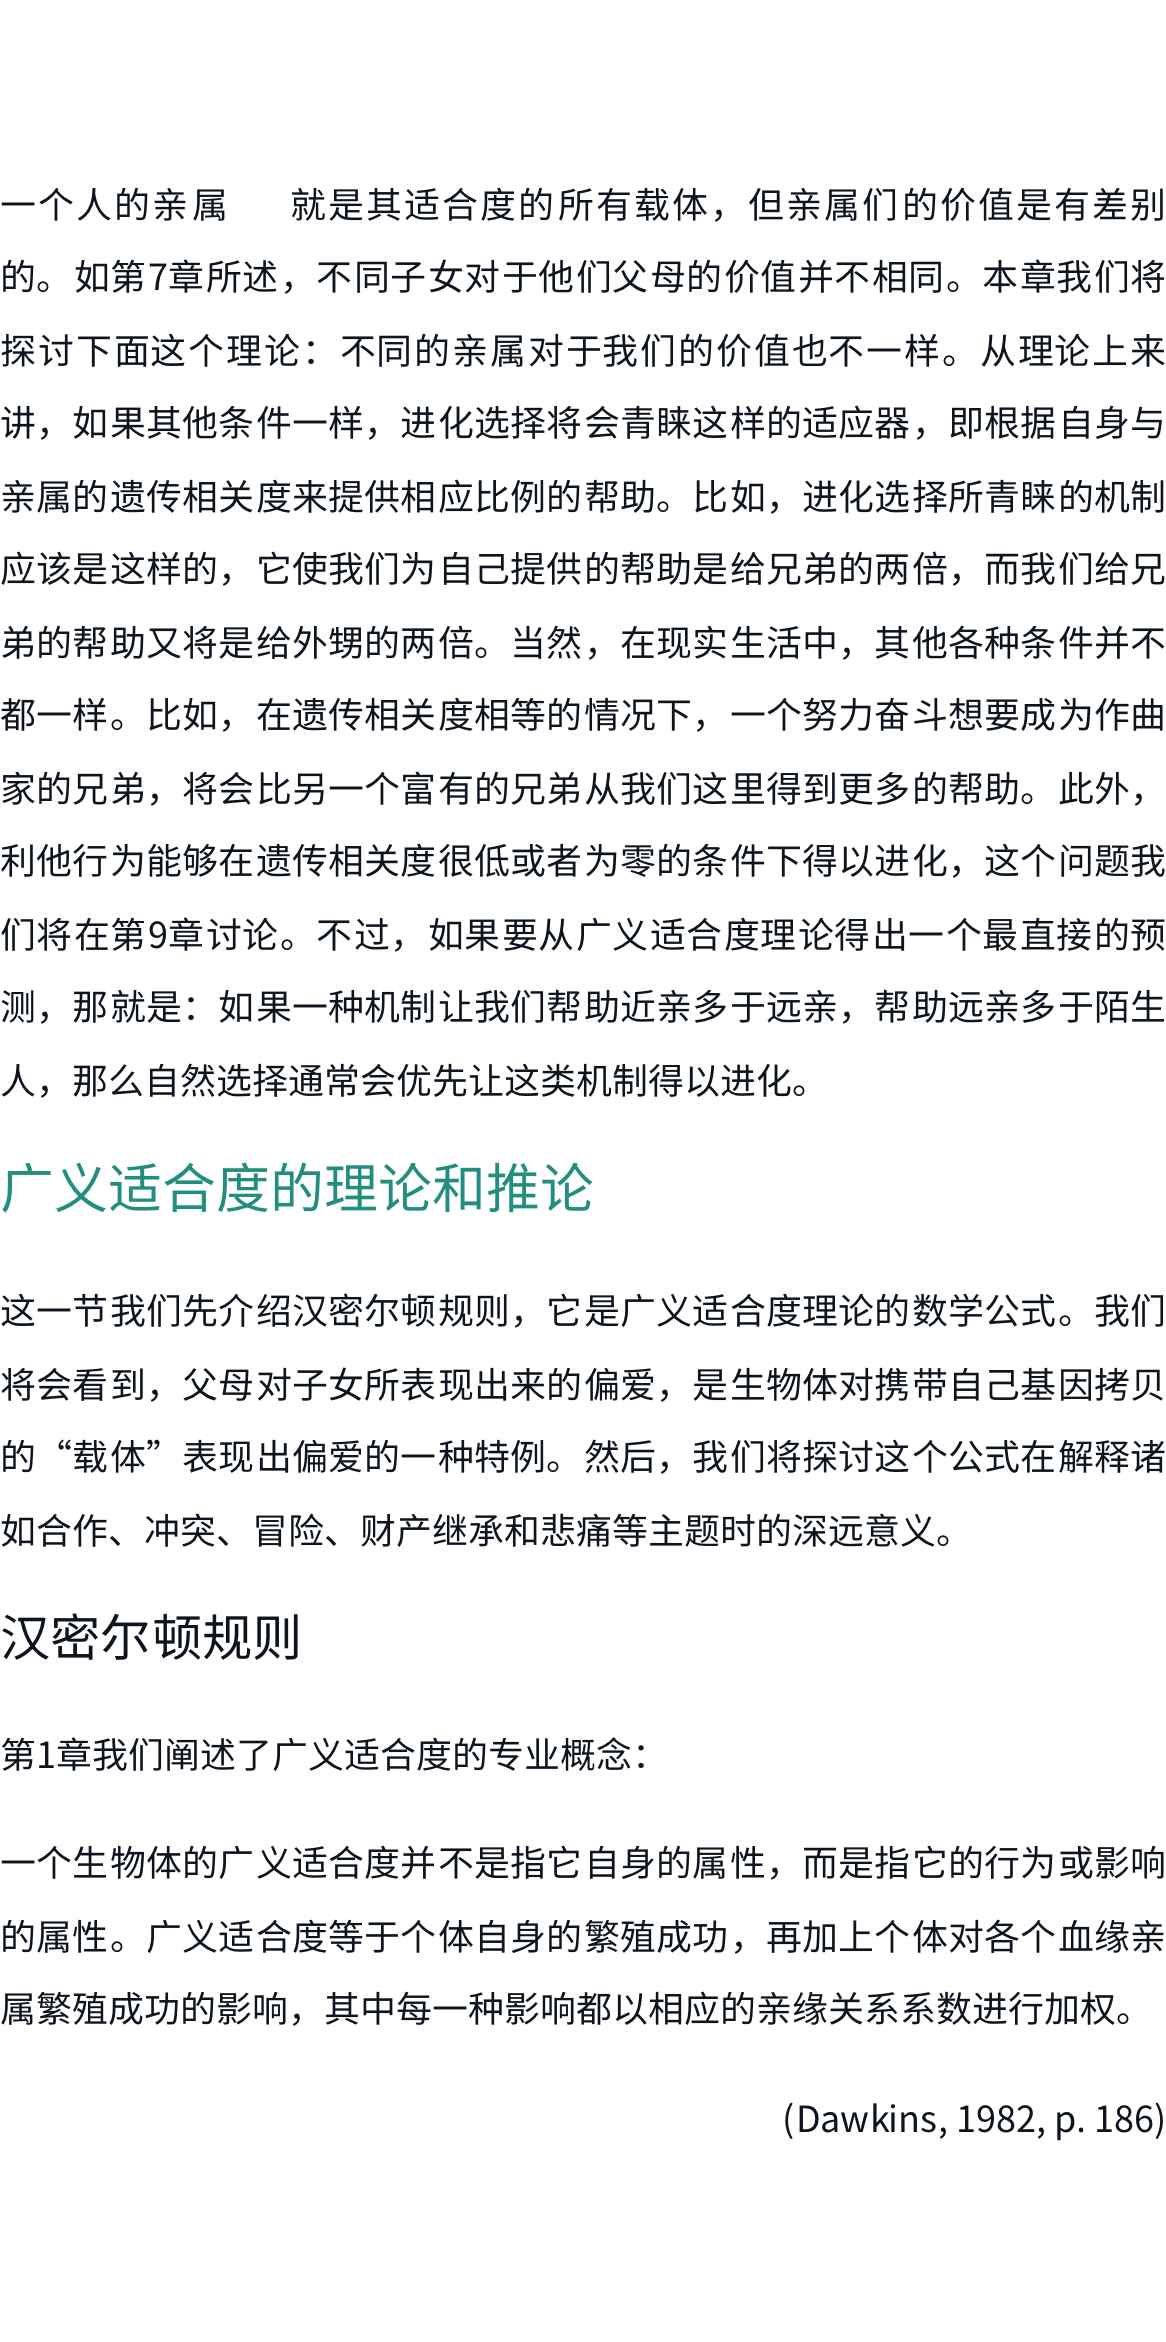 一个人的亲属 就是其适合度的所有载体，但亲属们的价值是有差别
的。如第7章所述，不同子女对于他们父母的价值并不相同。本章我们将
探讨下面这个理论：不同的亲属对于我们的价值也不一样。从理论上来
讲，如果其他条件一样，进化选择将会青睐这样的适应器，即根据自身与
亲属的遗传相关度来提供相应比例的帮助。比如，进化选择所青睐的机制
应该是这样的，它使我们为自己提供的帮助是给兄弟的两倍，而我们给兄
弟的帮助又将是给外甥的两倍。当然，在现实生活中，其他各种条件并不
都一样。比如，在遗传相关度相等的情况下，一个努力奋斗想要成为作曲
家的兄弟，将会比另一个富有的兄弟从我们这里得到更多的帮助。此外，
利他行为能够在遗传相关度很低或者为零的条件下得以进化，这个问题我
们将在第9章讨论。不过，如果要从广义适合度理论得出一个最直接的预
测，那就是：如果一种机制让我们帮助近亲多于远亲，帮助远亲多于陌生
人，那么自然选择通常会优先让这类机制得以进化。
广义适合度的理论和推论
这一节我们先介绍汉密尔顿规则，它是广义适合度理论的数学公式。我们
将会看到，父母对子女所表现出来的偏爱，是生物体对携带自己基因拷贝
的“载体”表现出偏爱的一种特例。然后，我们将探讨这个公式在解释诸
如合作、冲突、冒险、财产继承和悲痛等主题时的深远意义。
汉密尔顿规则
第1章我们阐述了广义适合度的专业概念：
一个生物体的广义适合度并不是指它自身的属性，而是指它的行为或影响
的属性。广义适合度等于个体自身的繁殖成功，再加上个体对各个血缘亲
属繁殖成功的影响，其中每一种影响都以相应的亲缘关系系数进行加权。
(Dawkins, 1982, p. 186)